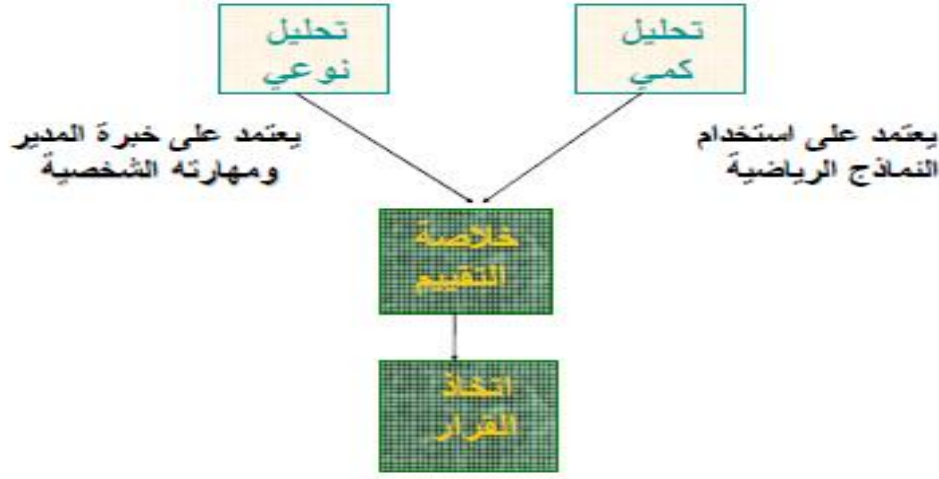 تحليل
كمي
تحليل
نوعي
يعتمد على استخدام
النماذج الرياضية
يعتمد على خبرة المدير
ومهارته الشخصية
خلاصة
التقييم
اتخاذ
القرار